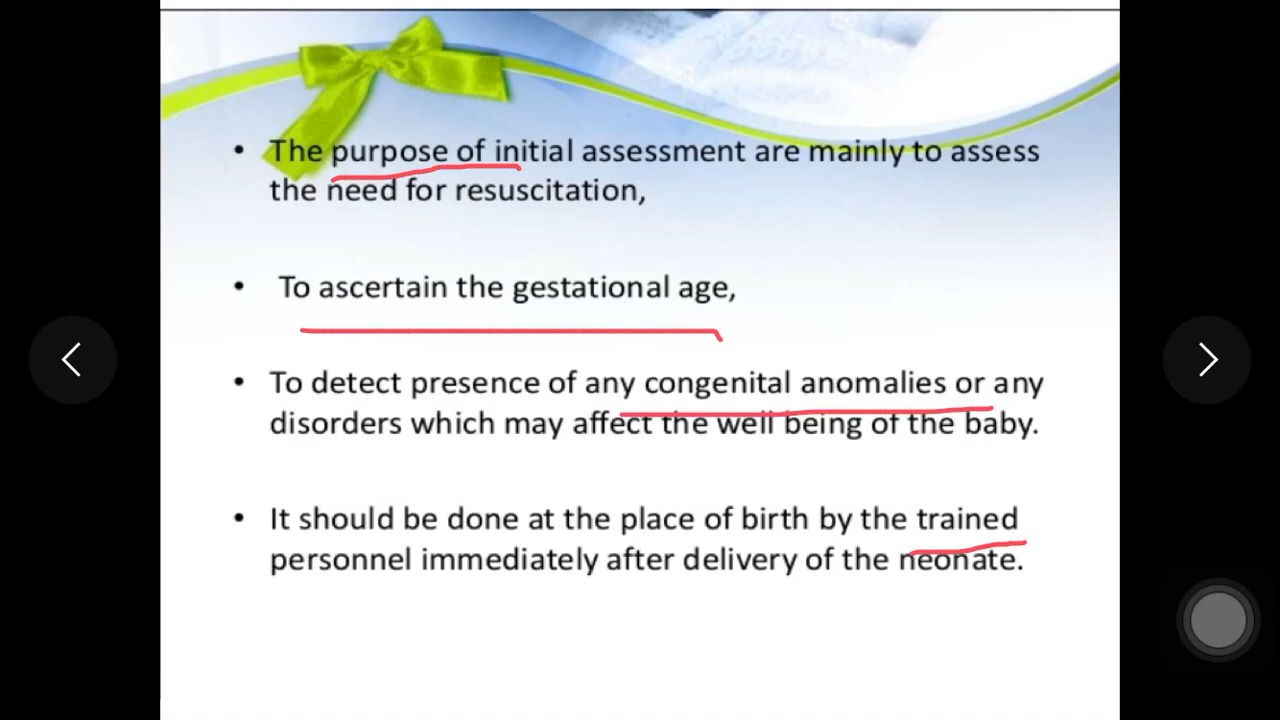 • The purpose of initial assessment are mainly to assess
the need for resuscitation,
• To ascertain the gestational age,
• To detect presence of any congenital anomalies or any
disorders which may affect the well being of the baby.
• It should be done at the place of birth by the trained
personnel immediately after delivery of the neonate.